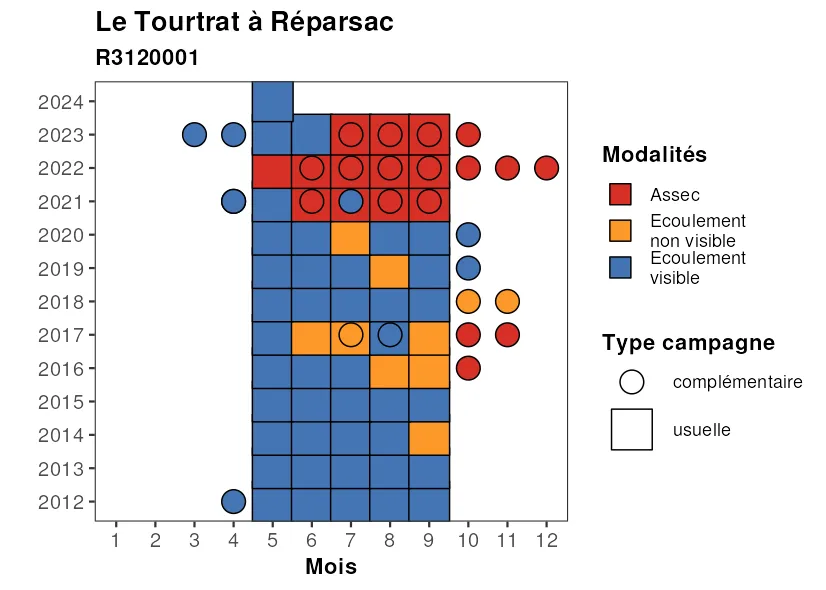 Le Tourtrat à Réparsac
R3120001
2024
2023
2022
2021
2020
2019
2018
2017
2016
2015
2014
2013
2012
1 2 3 4 5 6 7 8 9 10 11 12
Mois
Modalités
Assec
Ecoulement
non visible
Ecoulement
visible
Type campagne
complémentaire
usuelle